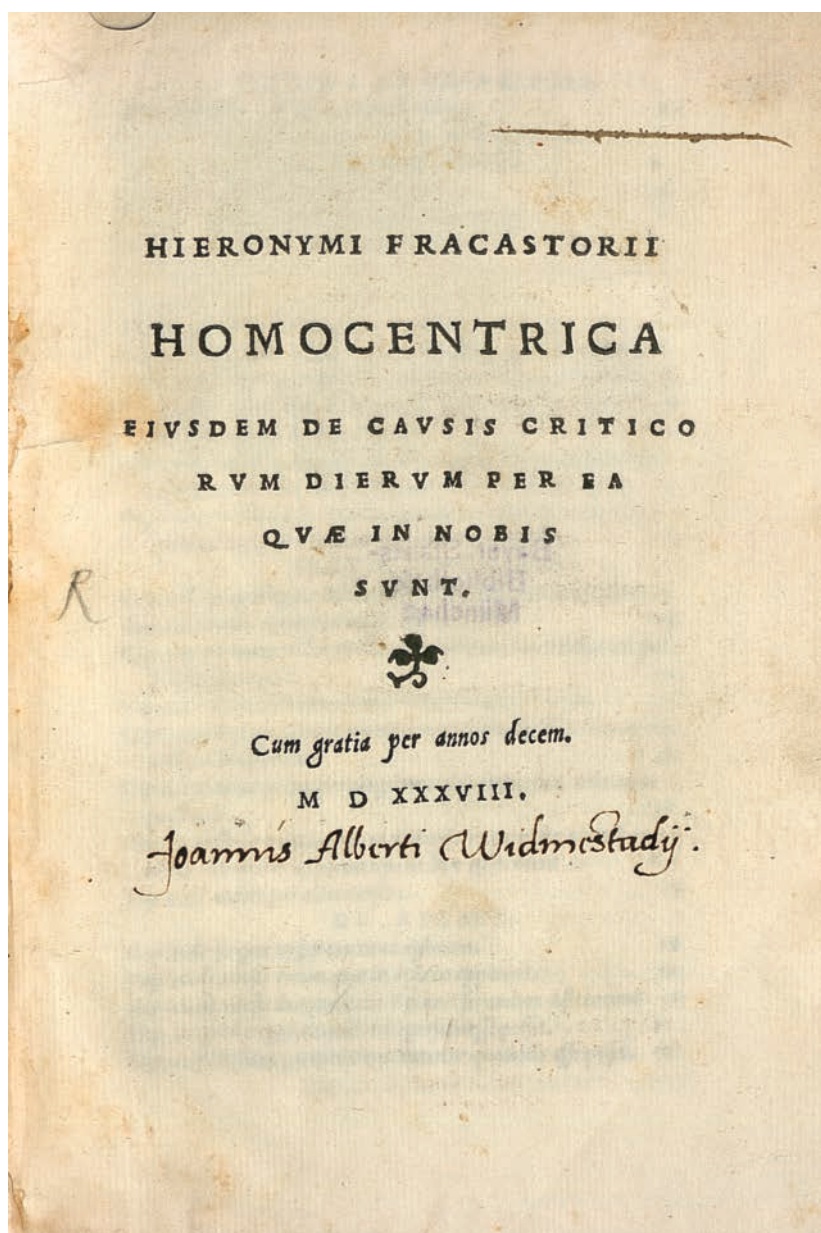 HIERONYMI FRACASTORII
HOMOCENTRICA
EIVSDEM DE CAVSIS CRITICO
RVM DIERVM PER EA
QVÆ IN NOBIS
SVNT.
R
Cum gratia per annos decem.
M D XXXVIII.
Joannis Alberti Widmestadij.